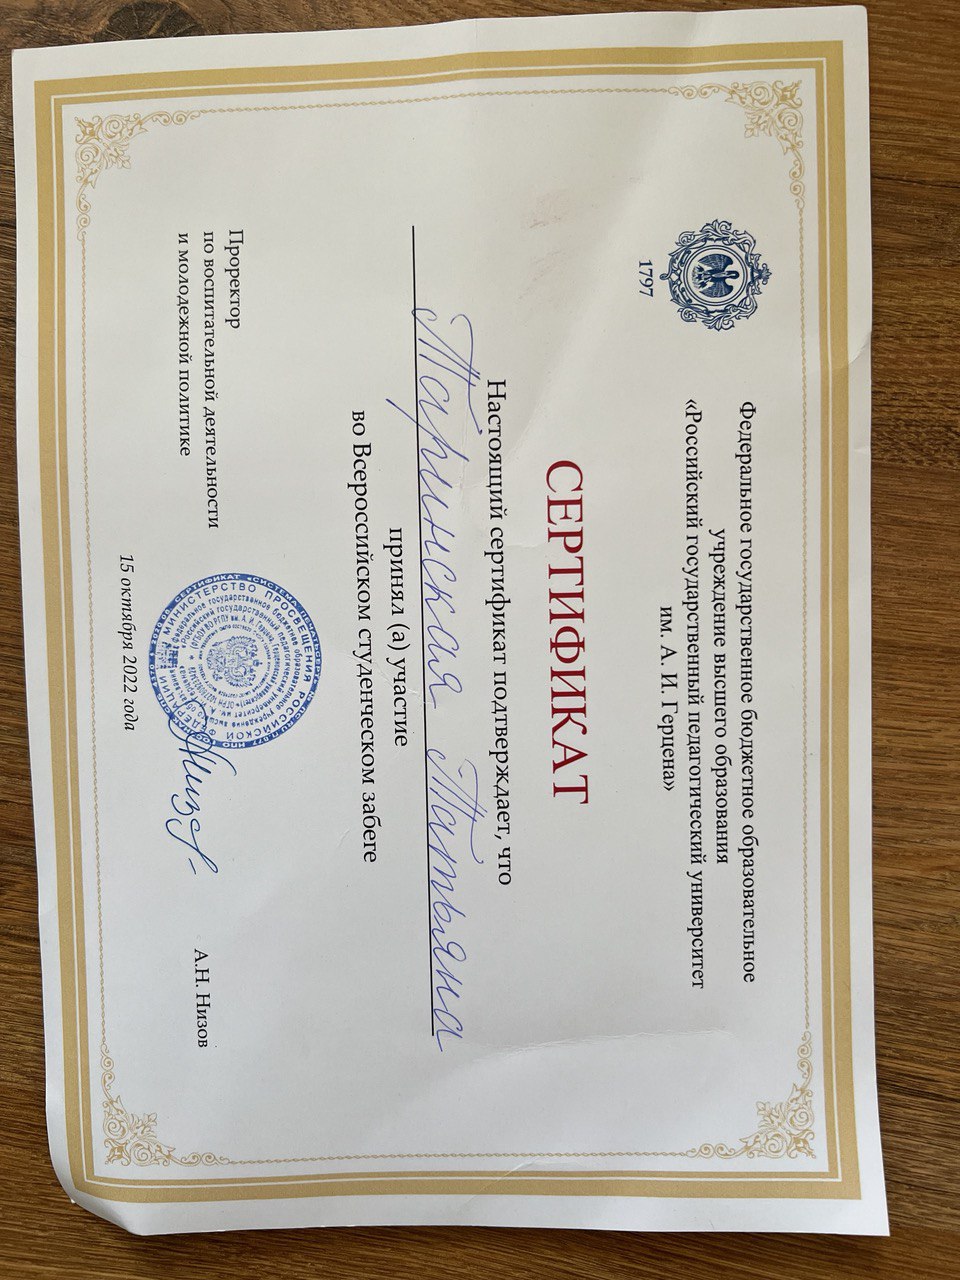 1797
Федеральное государственное бюджетное образовательное
учреждение высшего образования
«Российский государственный педагогический университет
им. А. И. Герцена»
СЕРТИФИКАТ
Настоящий сертификат подтверждает, что
Таринская Татьяна
принял (а) участие
во Всероссийском студенческом забеге
Проректор
по воспитательной деятельности
и молодежной политике
МИНИСТЕРСТВО ПРОСВЕЩЕНИЯ РОССИЙСКОЙ ФЕДЕРАЦИИ
А.Н. Низов
15 октября 2022 года